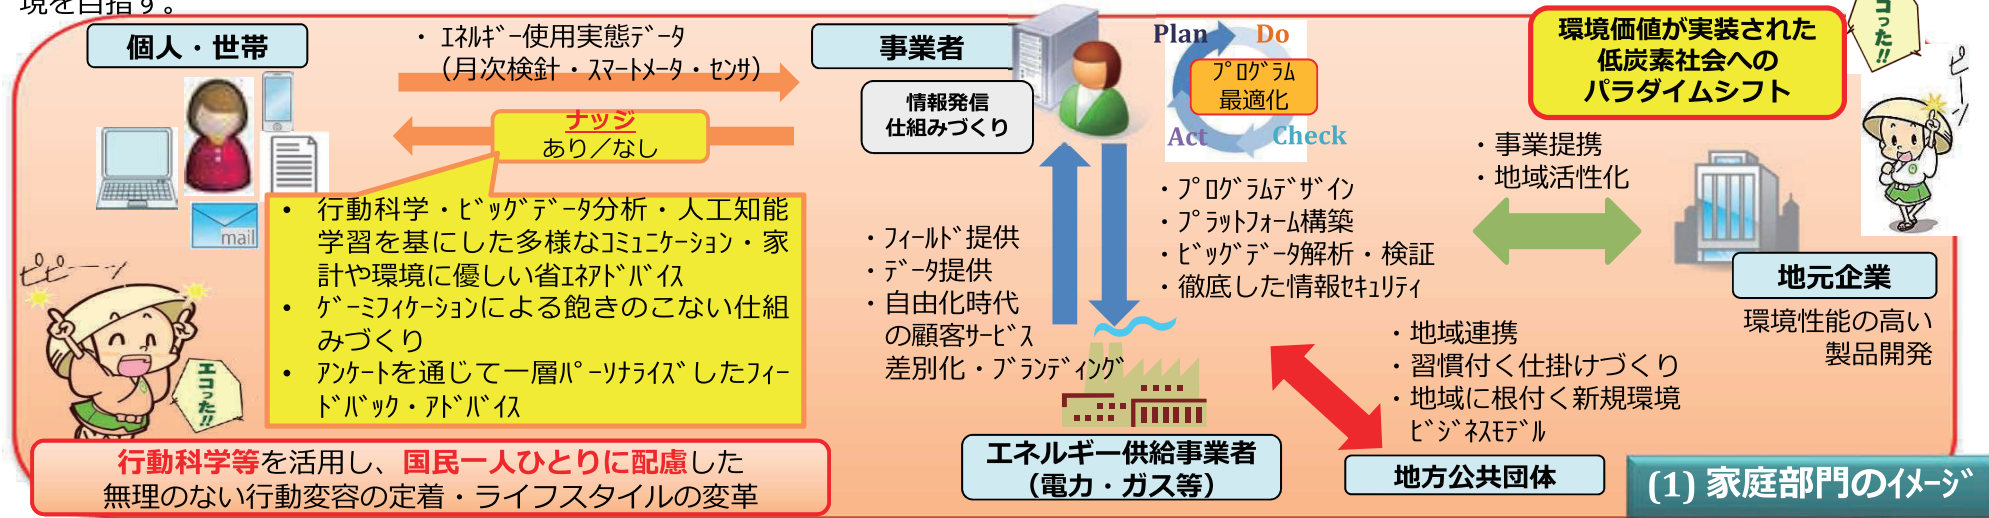 境を目指す。
個人・世帯
・ ｴﾈﾙｷﾞｰ使用実態ﾃﾞｰﾀ
（月次検針・ｽﾏｰﾄﾒｰﾀ・ｾﾝｻ）
ナッジ
あり／なし
mail
• 行動科学・ﾋﾞｯｸﾞﾃﾞｰﾀ分析・人工知能
学習を基にした多様なｺﾐｭﾆｹｰｼｮﾝ・家
計や環境に優しい省ｴﾈｱﾄﾞﾊﾞｲｽ
• ｹﾞｰﾐﾌｨｹｰｼｮﾝによる飽きのこない仕組
みづくり
• ｱﾝｹｰﾄを通じて一層ﾊﾟｰｿﾅﾗｲｽﾞしたﾌｨｰ
ﾄﾞﾊﾞｯｸ・ｱﾄﾞﾊﾞｲｽ
ピピーッ
エコった!!
行動科学等を活用し、国民一人ひとりに配慮した
無理のない行動変容の定着・ライフスタイルの変革
事業者
情報発信
仕組みづくり
Plan
Do
ﾌﾟﾛｸﾞﾗﾑ
最適化
Act
Check
・ﾌﾟﾛｸﾞﾗﾑﾃﾞｻﾞｲﾝ
・ﾌﾟﾗｯﾄﾌｫｰﾑ構築
・ﾋﾞｯｸﾞﾃﾞｰﾀ解析・検証
・徹底した情報ｾｷｭﾘﾃｨ
・ﾌｨｰﾙﾄﾞ提供
・ﾃﾞｰﾀ提供
・自由化時代
の顧客ｻｰﾋﾞｽ
差別化・ﾌﾞﾗﾝﾃﾞｨﾝｸﾞ
エネルギー供給事業者
（電力・ガス等）
環境価値が実装された
低炭素社会への
パラダイムシフト
コった!!
ピーッ
・事業提携
・地域活性化
地元企業
環境性能の高い
製品開発
・地域連携
・習慣付く仕掛けづくり
・地域に根付く新規環境
ﾋﾞｼﾞﾈｽﾓﾃﾞﾙ
地方公共団体
(1) 家庭部門のｲﾒｰｼﾞ